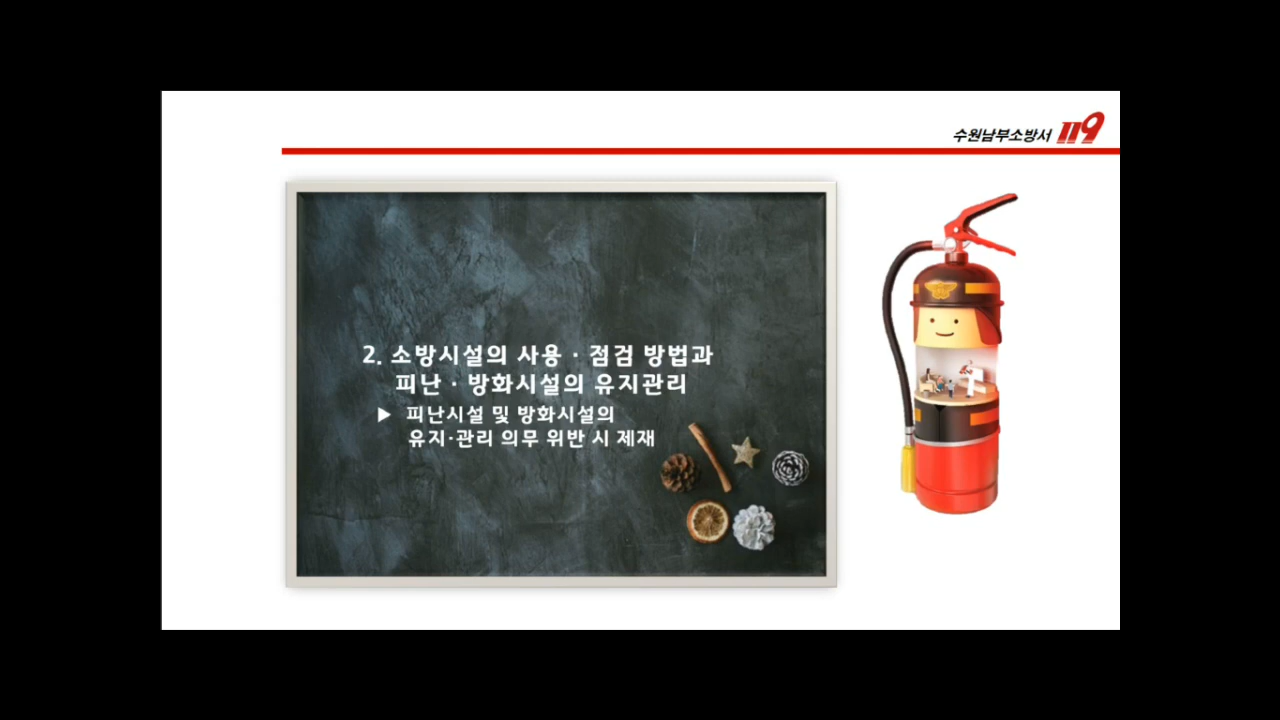 수원남부소방서 119
2. 소방시설의 사용 · 점검 방법과
피난 · 방화시설의 유지관리
▶ 피난시설 및 방화시설의
유지·관리 의무 위반 시 제재